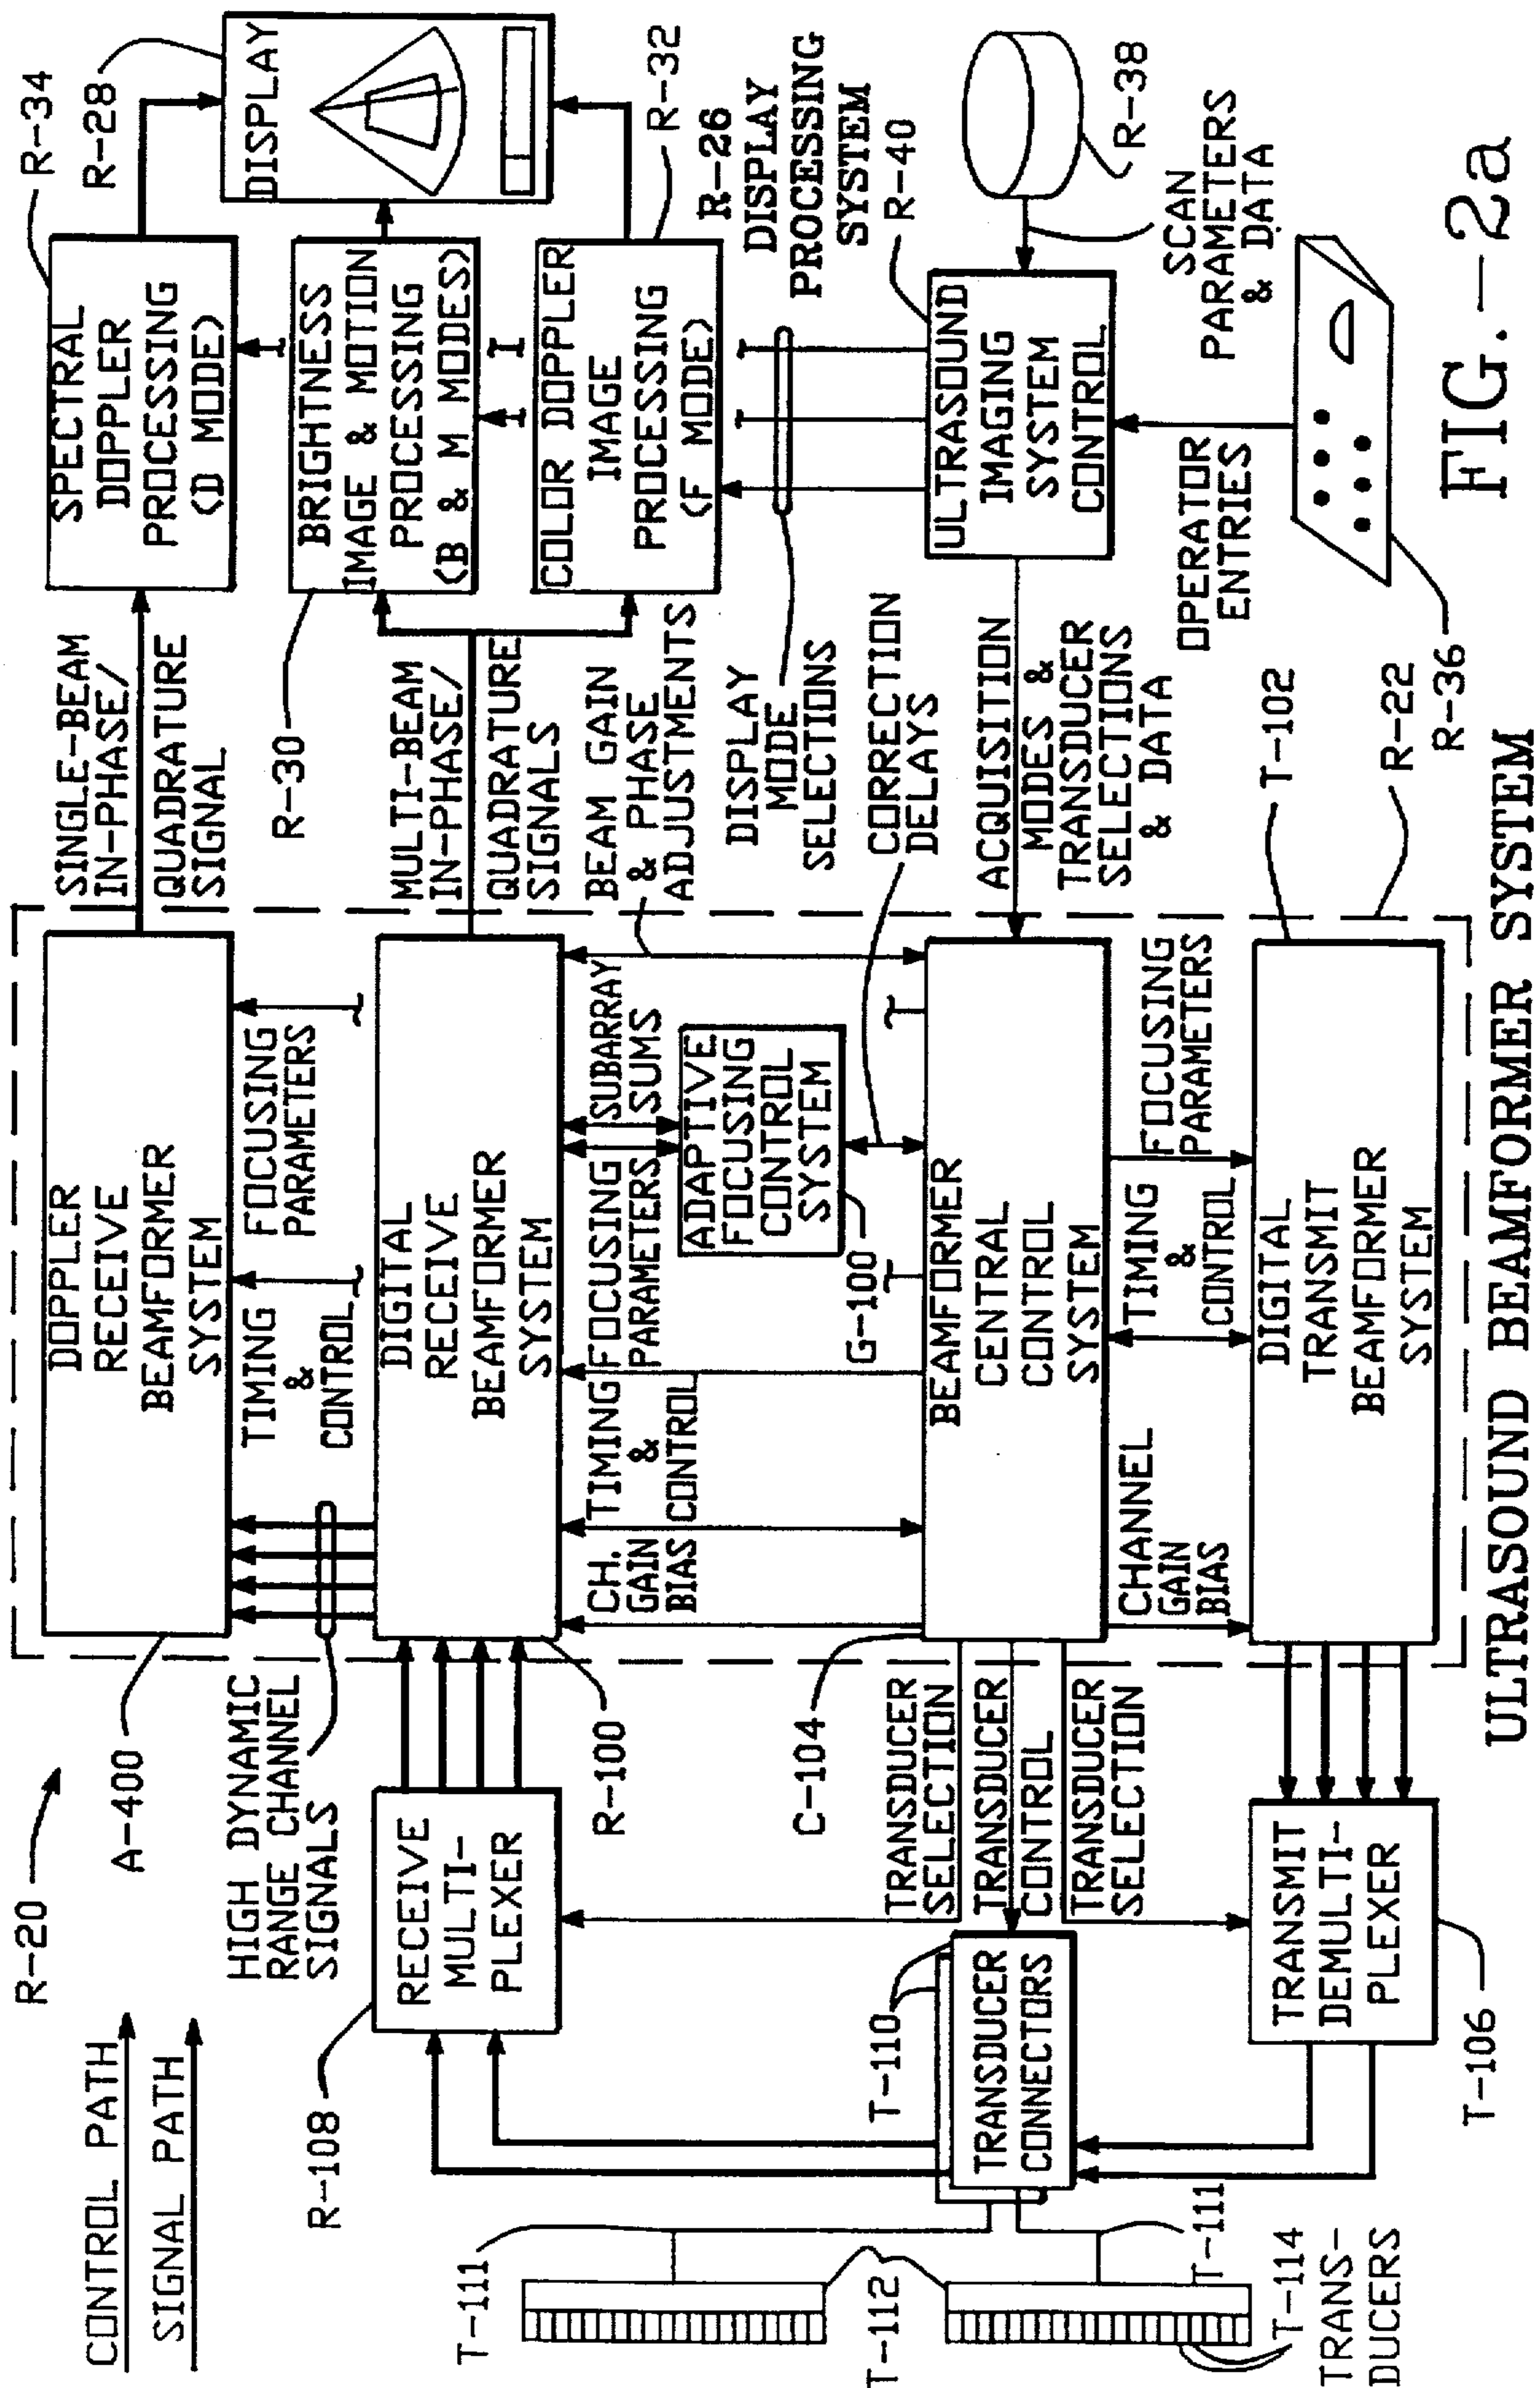 CONTROL PATH
SIGNAL PATH
R-20
A-400
HIGH DYNAMIC
RANGE CHANNEL
SIGNALS
DOPPLER
RECEIVE
BEAMFORMER
SYSTEM
TIMING
&
CONTROL
FOCUSING
PARAMETERS
SINGLE-BEAM
IN-PHASE/
QUADRATURE
SIGNAL
SPECTRAL
DOPPLER
PROCESSING
(D MODE)
R-34
R-28
DISPLAY
R-108
RECEIVE
MULTI-
PLEXER
R-100
DIGITAL
RECEIVE
BEAMFORMER
SYSTEM
R-30
MULTI-BEAM
IN-PHASE/
QUADRATURE
SIGNALS
BRIGHTNESS
IMAGE & MOTION
PROCESSING
(B & M MODES)
COLOR DOPPLER
IMAGE
PROCESSING
(F MODE)
R-32
R-26
DISPLAY
PROCESSING
SYSTEM
CH.
GAIN
BIAS
TIMING
&
CONTROL
FOCUSING
PARAMETERS
SUBARRAY
SUMS
ADAPTIVE
FOCUSING
CONTROL
SYSTEM
G-100
BEAM GAIN
& PHASE
ADJUSTMENTS
DISPLAY
MODE
SELECTIONS
CORRECTION
DELAYS
C-104
BEAMFORMER
CENTRAL
CONTROL
SYSTEM
ACQUISITION
MODES &
TRANSDUCER
SELECTIONS
& DATA
R-40
ULTRASOUND
IMAGING
SYSTEM
CONTROL
R-38
SCAN
PARAMETERS
& DATA
OPERATOR
ENTRIES
R-36
TRANSDUCER
SELECTION
TRANSDUCER
CONTROL
TRANSDUCER
SELECTION
T-110
TRANSDUCER
CONNECTORS
T-111
T-112
T-111
T-114
TRANS-
DUCERS
CHANNEL
GAIN
BIAS
TIMING
&
CONTROL
FOCUSING
PARAMETERS
T-102
R-22
DIGITAL
TRANSMIT
BEAMFORMER
SYSTEM
TRANSMIT
DEMULTI-
PLEXER
T-106
ULTRASOUND BEAMFORMER SYSTEM
FIG.-2a